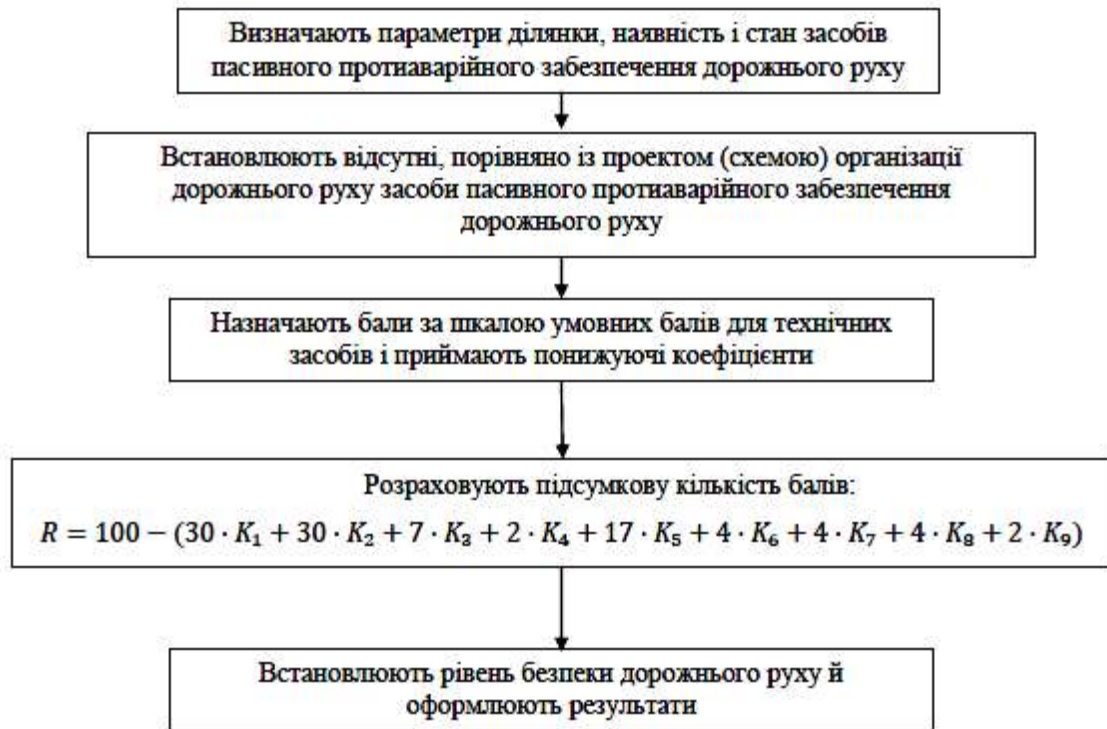 Визначають параметри ділянки, наявність і стан засобів
пасивного протиаварійного забезпечення дорожнього руху
Встановлюють відсутні, порівняно із проектом (схемою) організації
дорожнього руху засоби пасивного протиаварійного забезпечення
дорожнього руху
Назначають бали за шкалою умовних балів для технічних
засобів і приймають понижуючі коефіцієнти
Розраховують підсумкову кількість балів:
R = 100 − (30 · K₁ + 30 · K₂ + 7 · K₃ + 2 · K₄ + 17 · K₅ + 4 · K₆ + 4 · K₇ + 4 · K₈ + 2 · K₉)
Встановлюють рівень безпеки дорожнього руху й
оформлюють результати